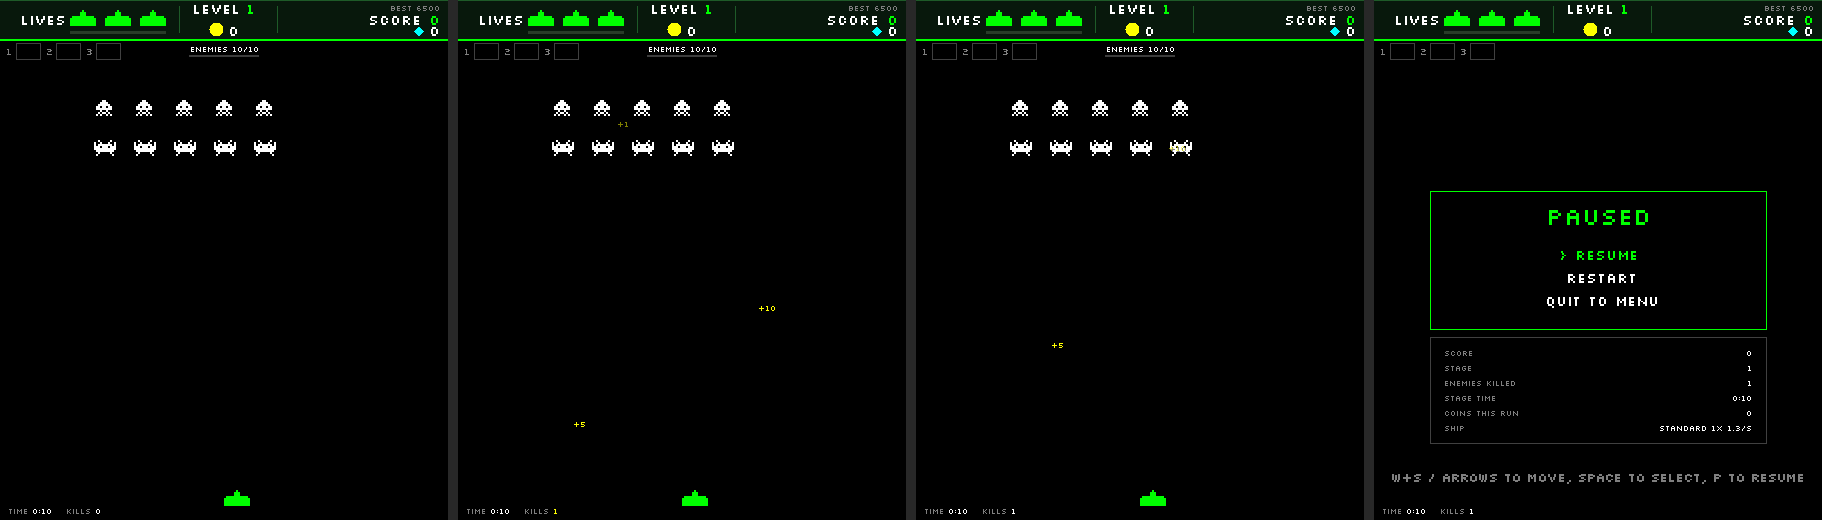 LIVES
LEVEL 1
0
BEST 6500
SCORE 0
0
1 2 3
ENEMIES 10/10
TIME 0:10 KILLS 0
LIVES
LEVEL 1
0
BEST 6500
SCORE 0
0
1 2 3
ENEMIES 10/10
+1
+10
+5
TIME 0:10 KILLS 1
LIVES
LEVEL 1
0
BEST 6500
SCORE 0
0
1 2 3
ENEMIES 10/10
+5
TIME 0:10 KILLS 1
LIVES
LEVEL 1
0
BEST 6500
SCORE 0
0
1 2 3
PAUSED
> RESUME
RESTART
QUIT TO MENU
SCORE 0
STAGE 1
ENEMIES KILLED 1
STAGE TIME 0:10
COINS THIS RUN 0
SHIP STANDARD 1X 1.3/S
W+S / ARROWS TO MOVE, SPACE TO SELECT, P TO RESUME
TIME 0:10 KILLS 1